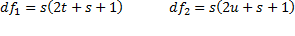 df₁ = s(2t + s + 1) df₂ = s(2u + s + 1)